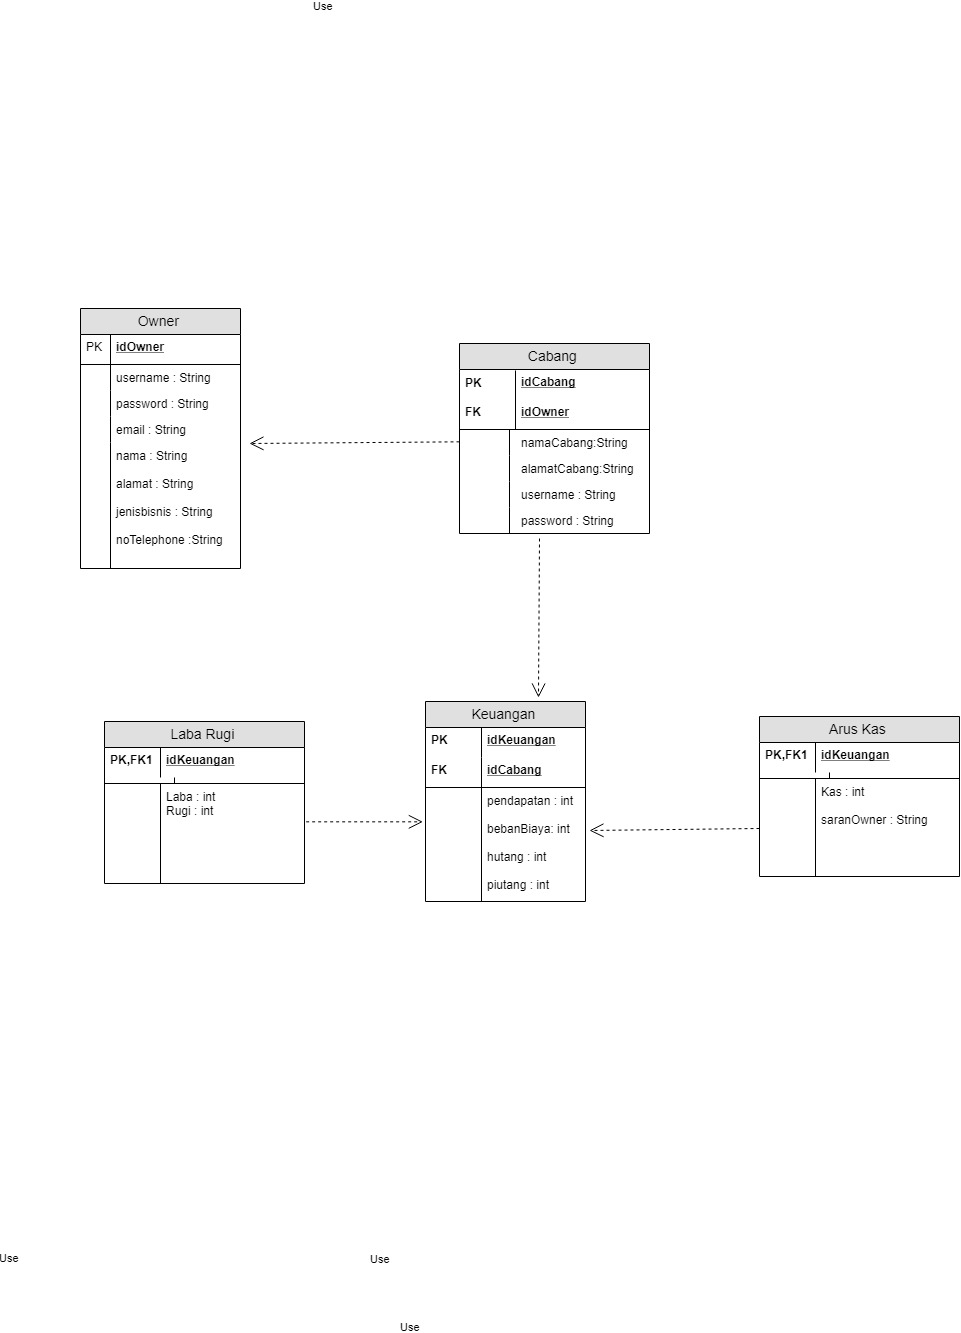 Use
Owner
PK idOwner
username : String
password : String
email : String
nama : String
alamat : String
jenisbisnis : String
noTelephone :String
Cabang
PK idCabang
FK idOwner
namaCabang:String
alamatCabang:String
username : String
password : String
Laba Rugi
PK,FK1 idKeuangan
Laba : int
Rugi : int
Keuangan
PK idKeuangan
FK idCabang
pendapatan : int
bebanBiaya: int
hutang : int
piutang : int
Arus Kas
PK,FK1 idKeuangan
Kas : int
saranOwner : String
Use
Use
Use